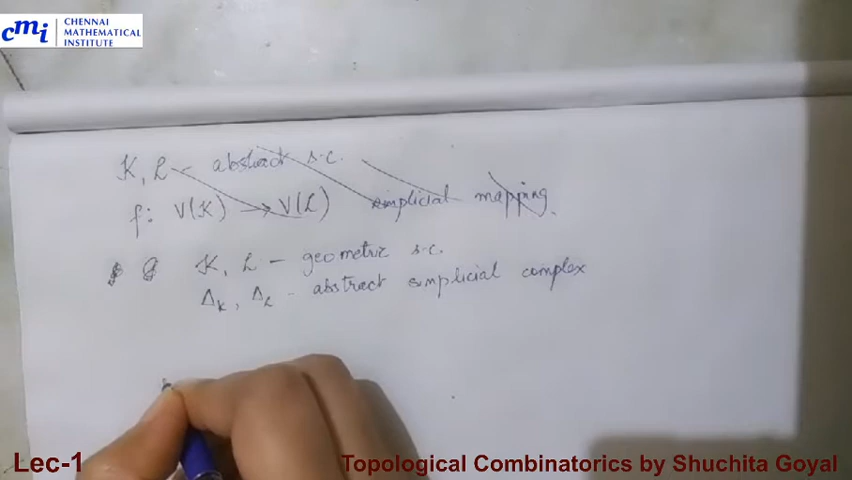 cmi
CHENNAI
MATHEMATICAL
INSTITUTE
K, L - abstract s.c.
f: V(K) → V(L) simplicial mapping.
K, L - geometric s.c.
Δ_K, Δ_L - abstract simplicial complex
Lec-1
Topological Combinatorics by Shuchita Goyal